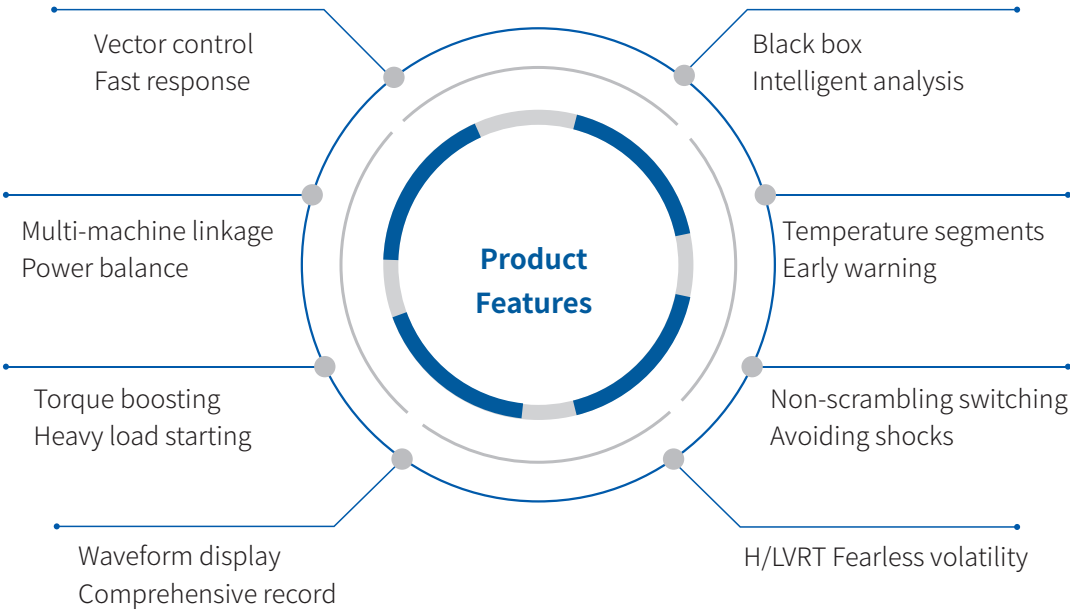 Vector control
Fast response
Black box
Intelligent analysis
Multi-machine linkage
Power balance
Product
Features
Temperature segments
Early warning
Torque boosting
Heavy load starting
Non-scrambling switching
Avoiding shocks
Waveform display
Comprehensive record
H/LVRT Fearless volatility